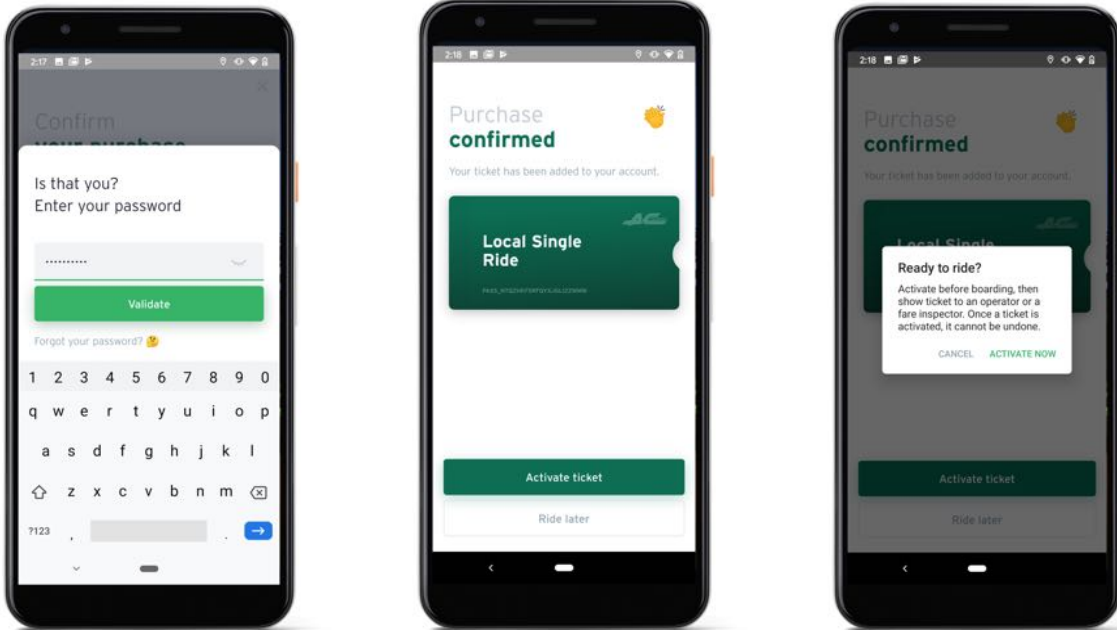 2:17
Confirm
your purchase
Is that you?
Enter your password
··········
Validate
Forgot your password? 🤔
1 2 3 4 5 6 7 8 9 0
q w e r t y u i o p
a s d f g h j k l
z x c v b n m
?123 , .
2:18
Purchase
confirmed
Your ticket has been added to your account.
AC
Local Single
Ride
Activate ticket
Ride later
2:18
Purchase
confirmed
Your ticket has been added to your account.
AC
Local Single
Ready to ride?
Activate before boarding, then
show ticket to an operator or a
fare inspector. Once a ticket is
activated, it cannot be undone.
CANCEL ACTIVATE NOW
Activate ticket
Ride later